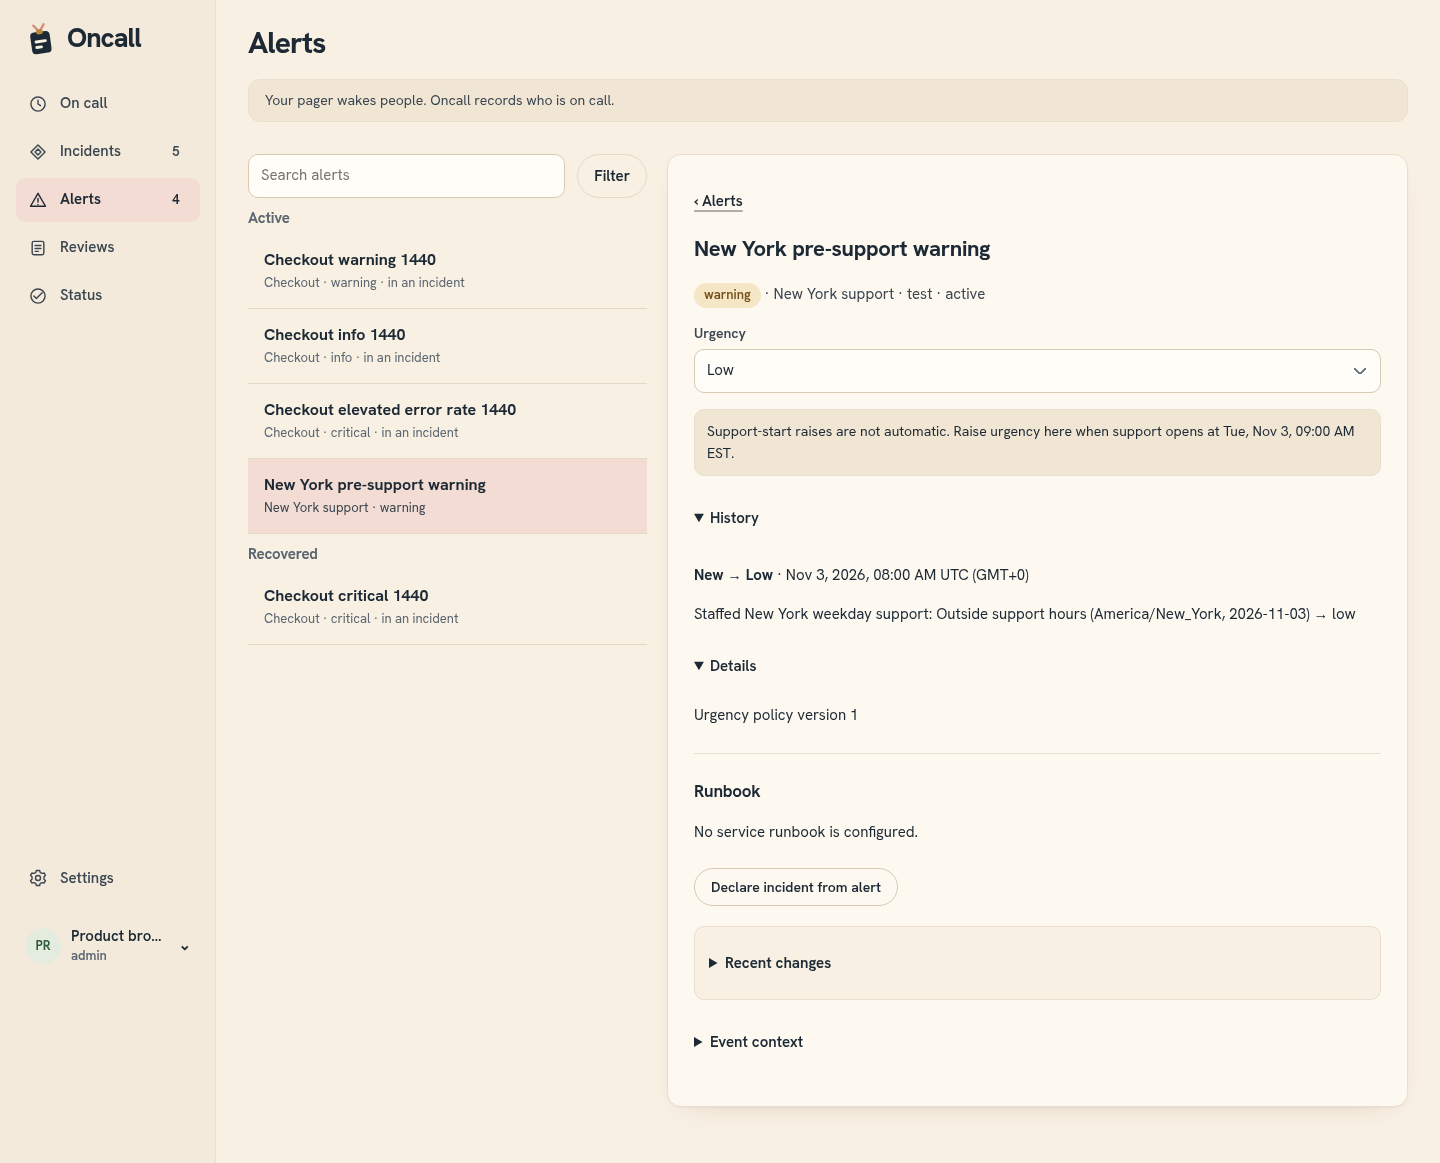 Oncall
On call
Incidents 5
Alerts 4
Reviews
Status
Settings
PR
Product bro...
admin
Alerts
Your pager wakes people. Oncall records who is on call.
Search alerts
Filter
Active
Checkout warning 1440
Checkout · warning · in an incident
Checkout info 1440
Checkout · info · in an incident
Checkout elevated error rate 1440
Checkout · critical · in an incident
New York pre-support warning
New York support · warning
Recovered
Checkout critical 1440
Checkout · critical · in an incident
‹ Alerts
New York pre-support warning
warning · New York support · test · active
Urgency
Low
Support-start raises are not automatic. Raise urgency here when support opens at Tue, Nov 3, 09:00 AM
EST.
▼ History
New → Low · Nov 3, 2026, 08:00 AM UTC (GMT+0)
Staffed New York weekday support: Outside support hours (America/New_York, 2026-11-03) → low
▼ Details
Urgency policy version 1
Runbook
No service runbook is configured.
Declare incident from alert
▶ Recent changes
▶ Event context